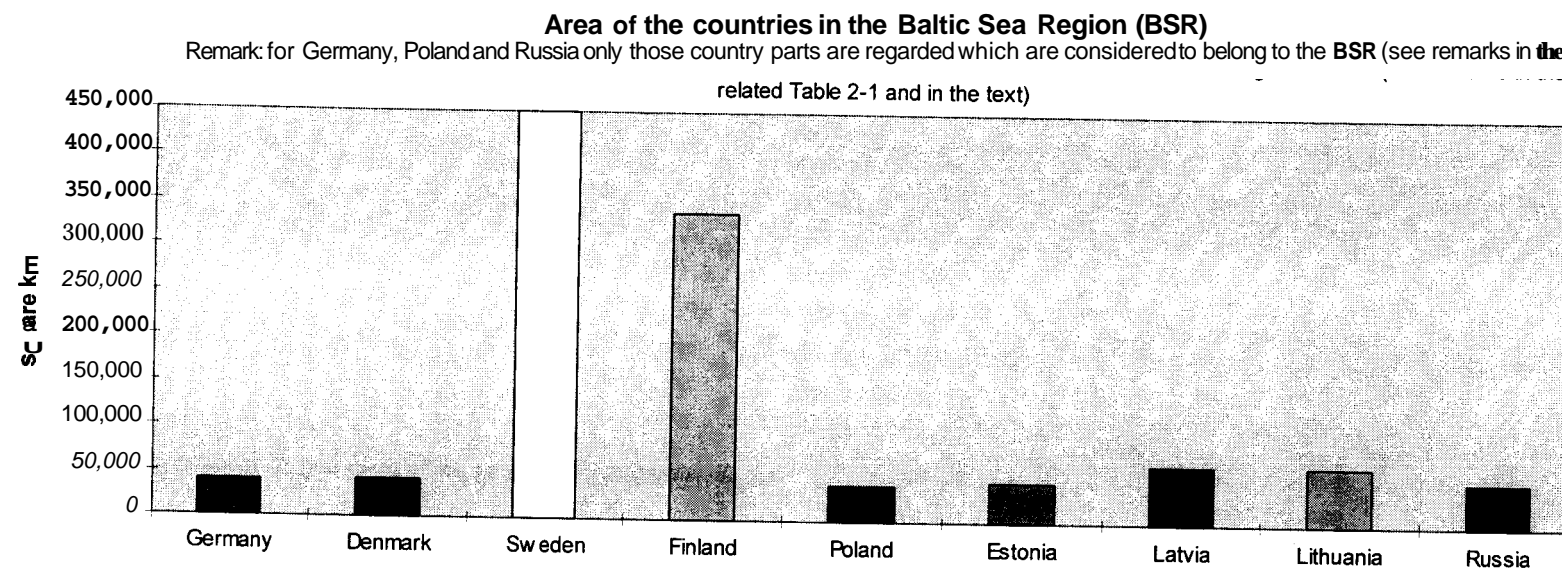 Area of the countries in the Baltic Sea Region (BSR)
Remark: for Germany, Poland and Russia only those country parts are regarded which are considered to belong to the BSR (see remarks in the
related Table 2-1 and in the text)
450,000
400,000
350,000
300,000
250,000
200,000
150,000
100,000
50,000
0
km
Germany Denmark Sweden Finland Poland Estonia Latvia Lithuania Russia